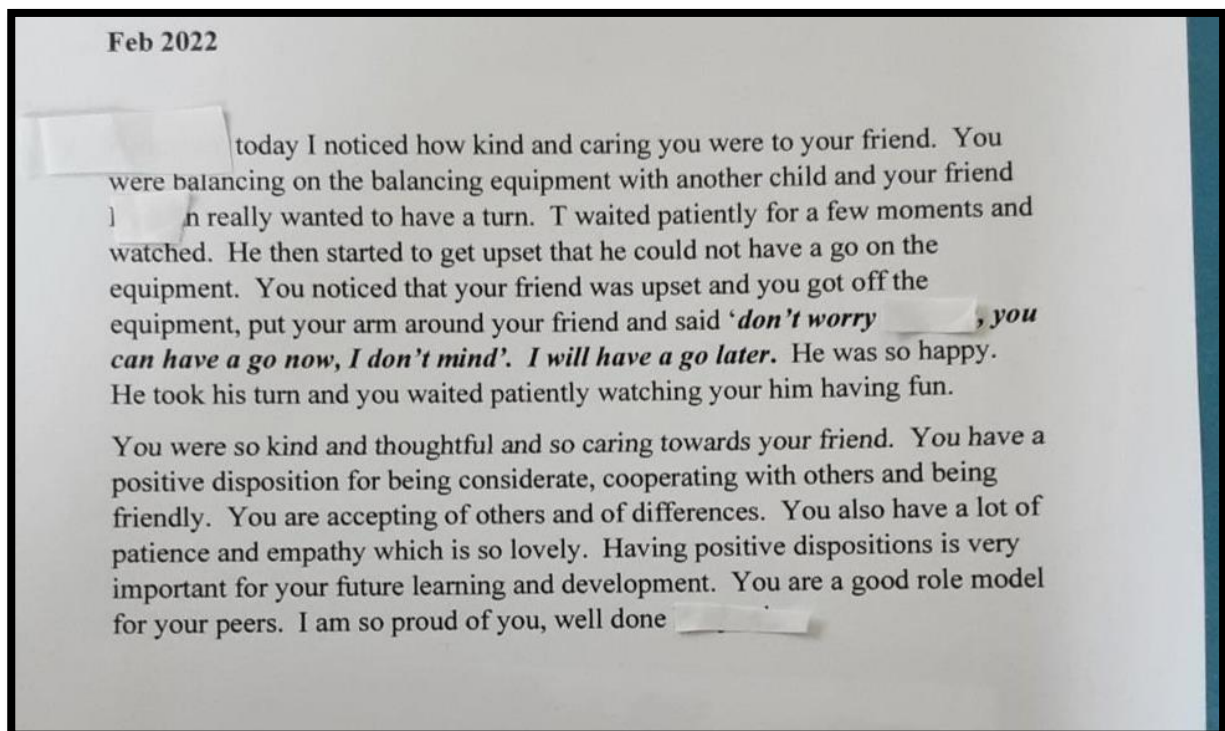 Feb 2022
today I noticed how kind and caring you were to your friend.  You
were balancing on the balancing equipment with another child and your friend
really wanted to have a turn.  T waited patiently for a few moments and
watched.  He then started to get upset that he could not have a go on the
equipment.  You noticed that your friend was upset and you got off the
equipment, put your arm around your friend and said ‘don’t worry , you
can have a go now, I don’t mind’.  I will have a go later.  He was so happy.
He took his turn and you waited patiently watching your him having fun.
You were so kind and thoughtful and so caring towards your friend.  You have a
positive disposition for being considerate, cooperating with others and being
friendly.  You are accepting of others and of differences.  You also have a lot of
patience and empathy which is so lovely.  Having positive dispositions is very
important for your future learning and development.  You are a good role model
for your peers.  I am so proud of you, well done